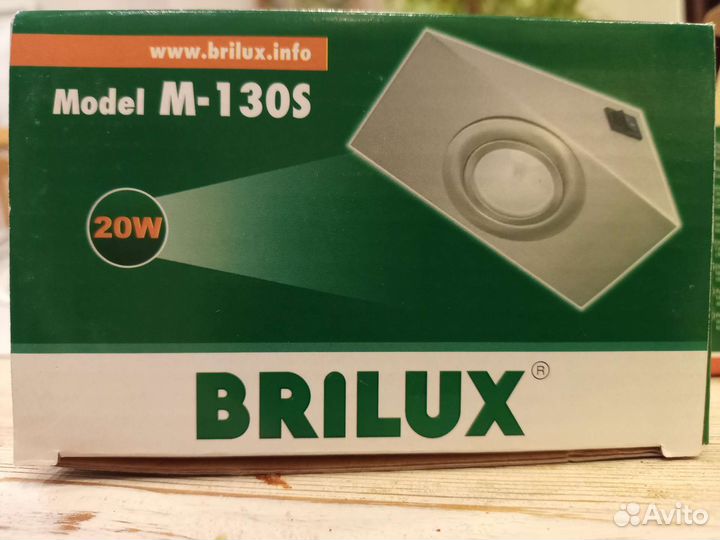 www.brilux.info
Model M-130S
20W
BRILUX ®
Avito